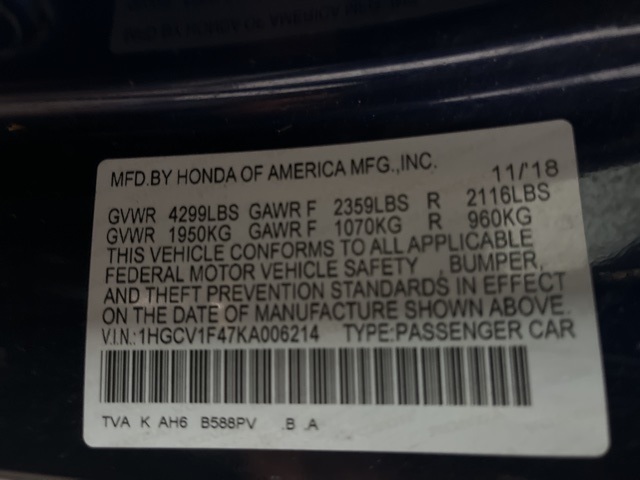 MFD.BY HONDA OF AMERICA MFG.,INC. 11/'18
GVWR 4299LBS GAWR F 2359LBS R 2116LBS
GVWR 1950KG GAWR F 1070KG R 960KG
THIS VEHICLE CONFORMS TO ALL APPLICABLE
FEDERAL MOTOR VEHICLE SAFETY , BUMPER,
AND THEFT PREVENTION STANDARDS IN EFFECT
ON THE DATE OF MANUFACTURE SHOWN ABOVE.
V.I.N.:1HGCV1F47KA006214 TYPE:PASSENGER CAR
TVA K AH6 B588PV .B .A